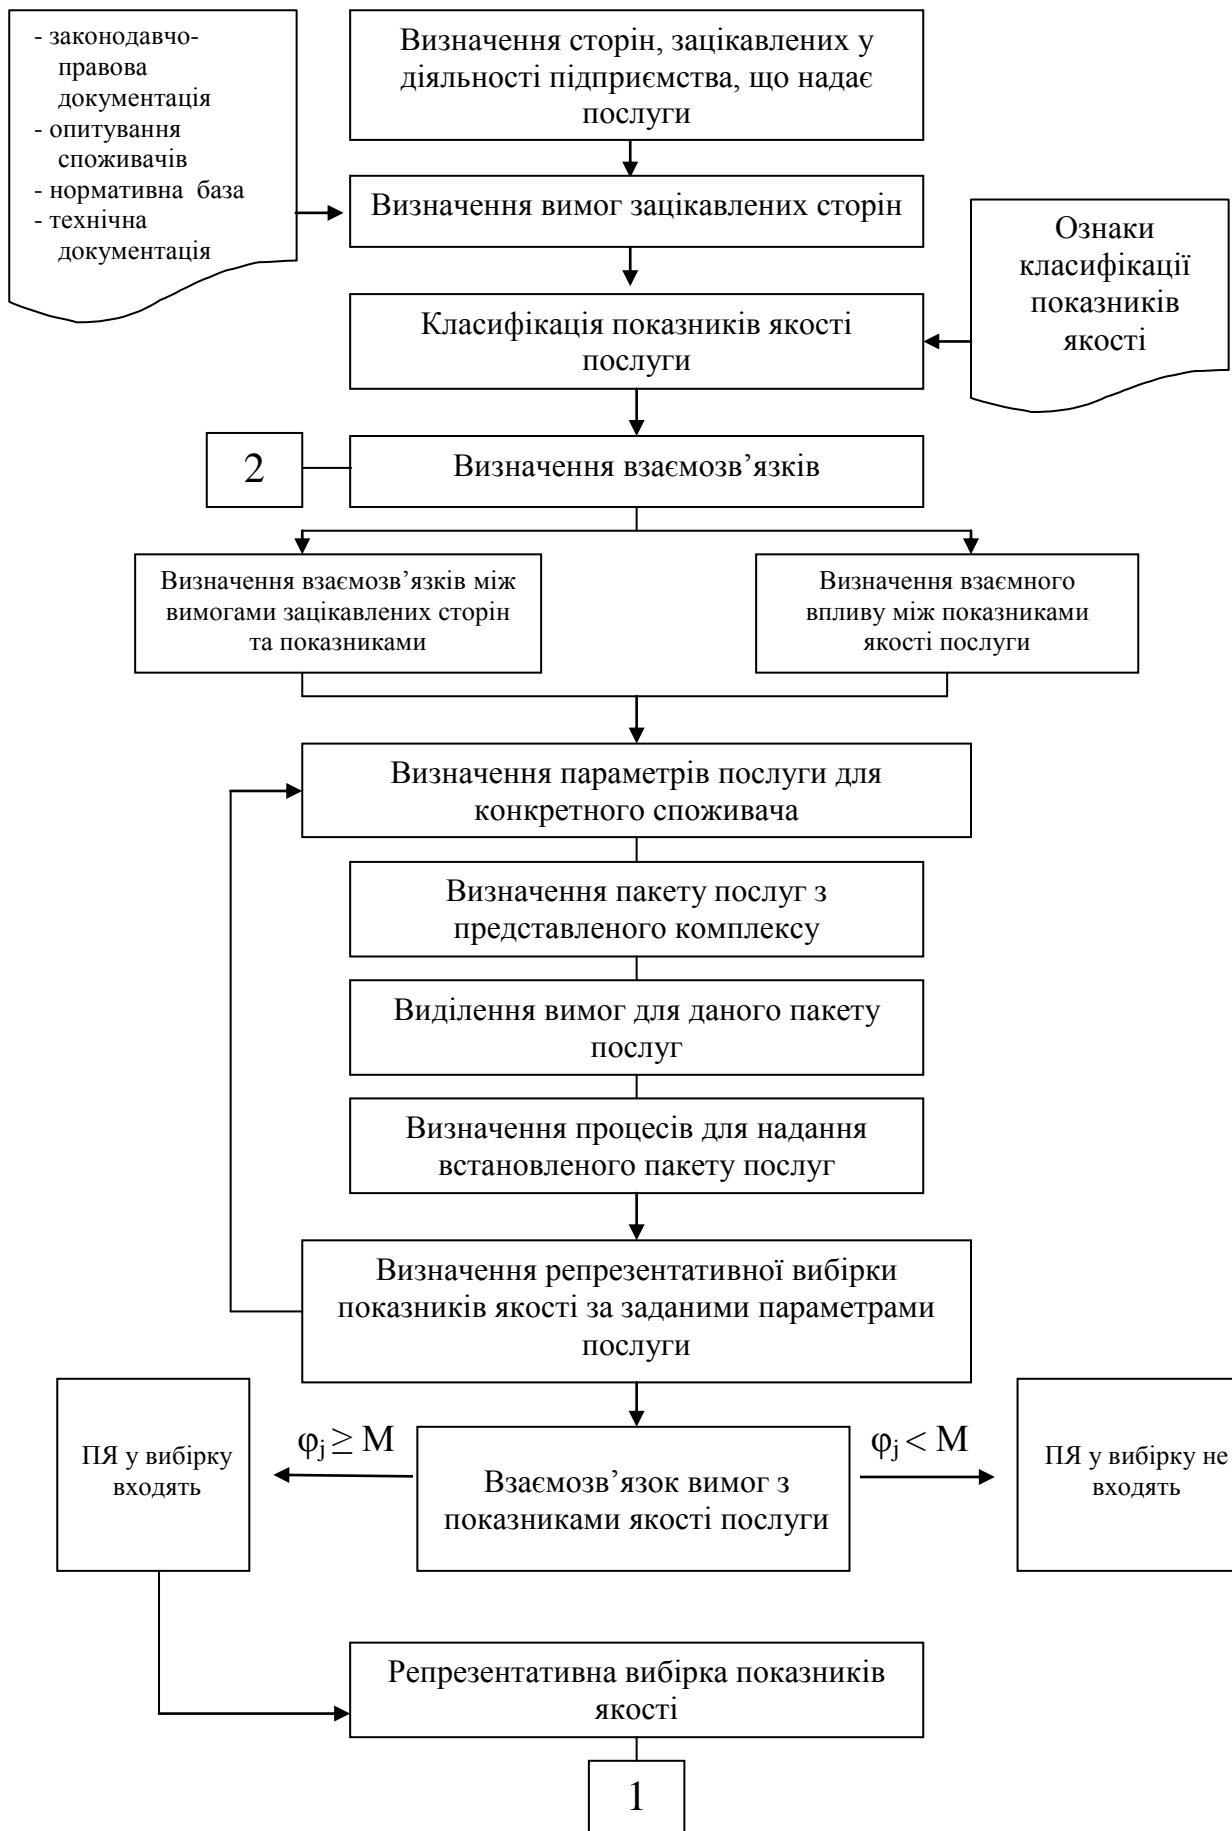 - законодавчо-
правова
документація
- опитування
споживачів
- нормативна база
- технічна
документація
Визначення сторін, зацікавлених у
діяльності підприємства, що надає
послуги
Визначення вимог зацікавлених сторін
Ознаки
класифікації
показників
якості
Класифікація показників якості
послуги
2
Визначення взаємозв’язків
Визначення взаємозв’язків між
вимогами зацікавлених сторін
та показниками
Визначення взаємного
впливу між показниками
якості послуги
Визначення параметрів послуги для
конкретного споживача
Визначення пакету послуг з
представленого комплексу
Виділення вимог для даного пакету
послуг
Визначення процесів для надання
встановленого пакету послуг
Визначення репрезентативної вибірки
показників якості за заданими параметрами
послуги
ПЯ у вибірку
входять
φj ≥ M
Взаємозв’язок вимог з
показниками якості послуги
φj < M
ПЯ у вибірку не
входять
Репрезентативна вибірка показників
якості
1